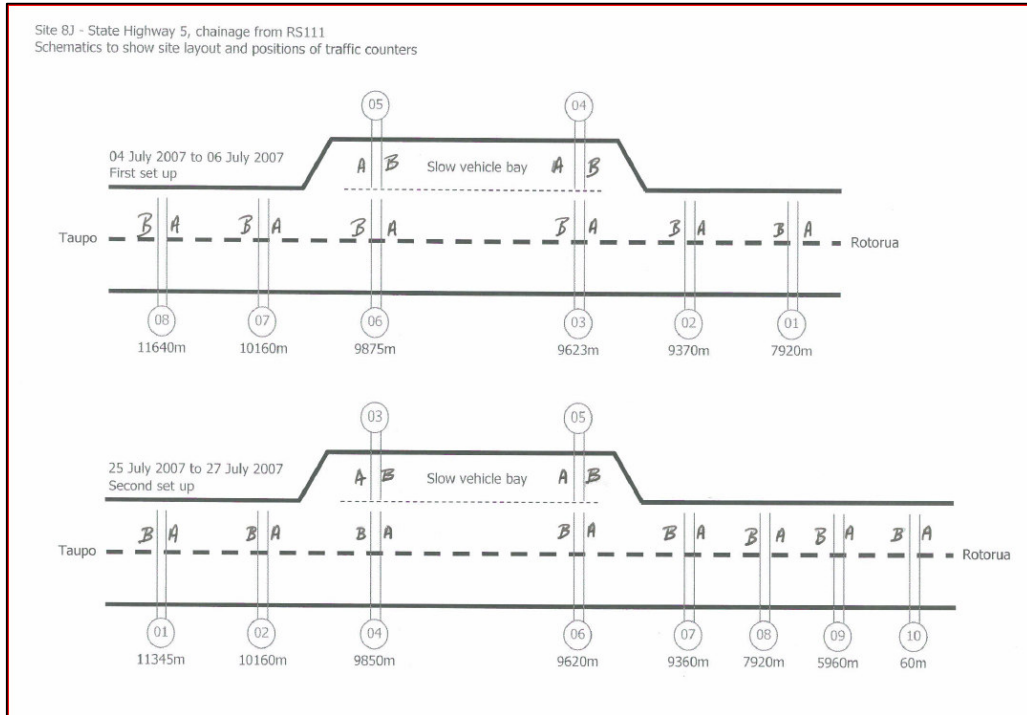 Site 8J - State Highway 5, chainage from RS111
Schematics to show site layout and positions of traffic counters
05 04
04 July 2007 to 06 July 2007
First set up
A B Slow vehicle bay A B
B A B A B A B A B A B A
Taupo Rotorua
08 07 06 03 02 01
11640m 10160m 9875m 9623m 9370m 7920m
03 05
25 July 2007 to 27 July 2007
Second set up
A B Slow vehicle bay A B
B A B A B A B A B A B A B A B A
Taupo Rotorua
01 02 04 06 07 08 09 10
11345m 10160m 9850m 9620m 9360m 7920m 5960m 60m